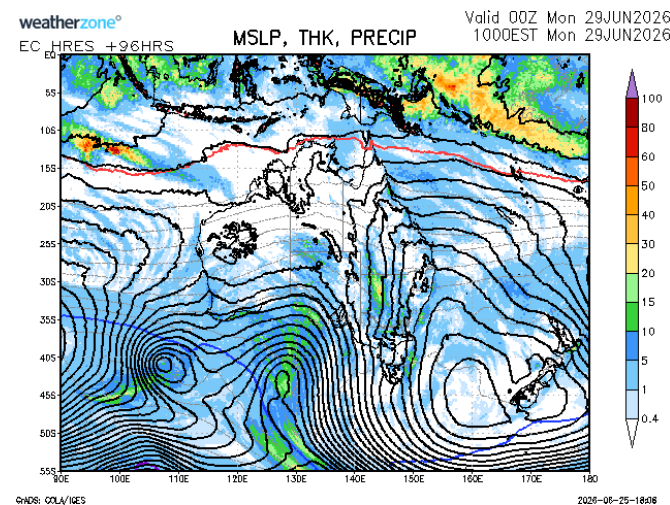 weatherzone°
Valid 00Z Mon 29JUN2026
EC HRES +96HRS
MSLP, THK, PRECIP
1000EST Mon 29JUN2026
EQ
5S
10S
15S
20S
25S
30S
35S
40S
45S
50S
55S
90E 100E 110E 120E 130E 140E 150E 160E 170E 180
100
80
60
50
40
30
20
15
10
5
1
0.4
GrADS: COLA/IGES
2026-06-25-18:06